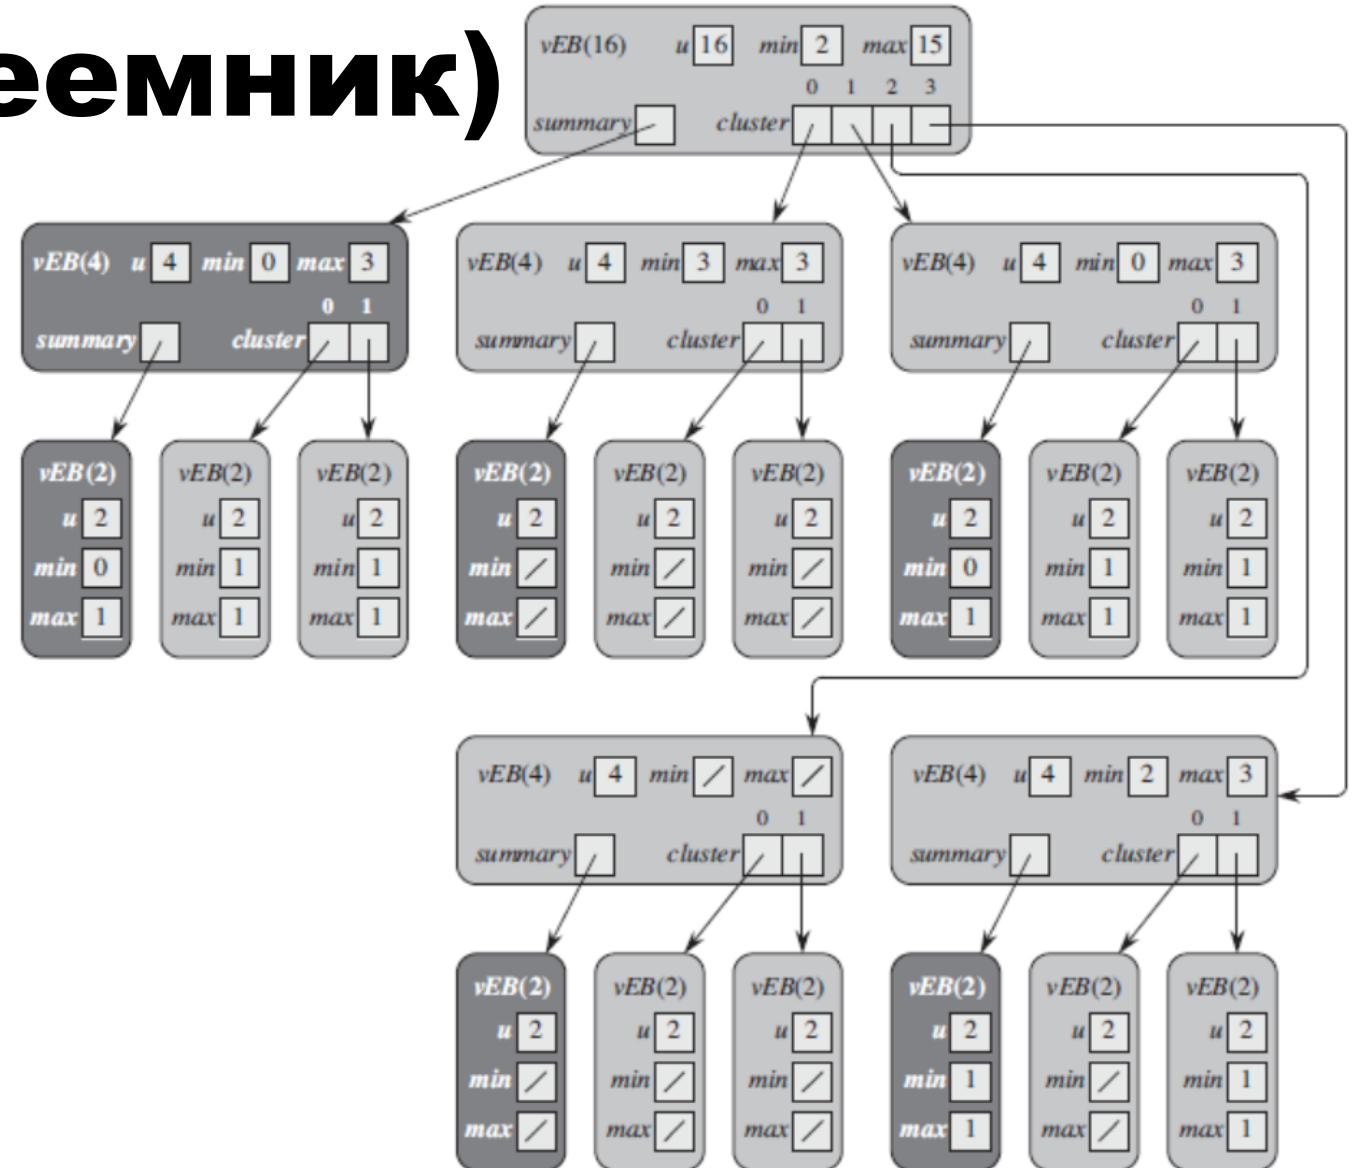 еемник)
vEB(16) u 16 min 2 max 15
0 1 2 3
summary cluster
vEB(4) u 4 min 0 max 3
0 1
summary cluster
vEB(4) u 4 min 3 max 3
0 1
summary cluster
vEB(4) u 4 min 0 max 3
0 1
summary cluster
vEB(2)
u 2
min 0
max 1
vEB(2)
u 2
min 1
max 1
vEB(2)
u 2
min 1
max 1
vEB(2)
u 2
min /
max /
vEB(2)
u 2
min /
max /
vEB(2)
u 2
min /
max /
vEB(2)
u 2
min 0
max 1
vEB(2)
u 2
min 1
max 1
vEB(2)
u 2
min 1
max 1
vEB(4) u 4 min / max /
0 1
summary cluster
vEB(4) u 4 min 2 max 3
0 1
summary cluster
vEB(2)
u 2
min /
max /
vEB(2)
u 2
min /
max /
vEB(2)
u 2
min /
max /
vEB(2)
u 2
min 1
max 1
vEB(2)
u 2
min /
max /
vEB(2)
u 2
min 1
max 1